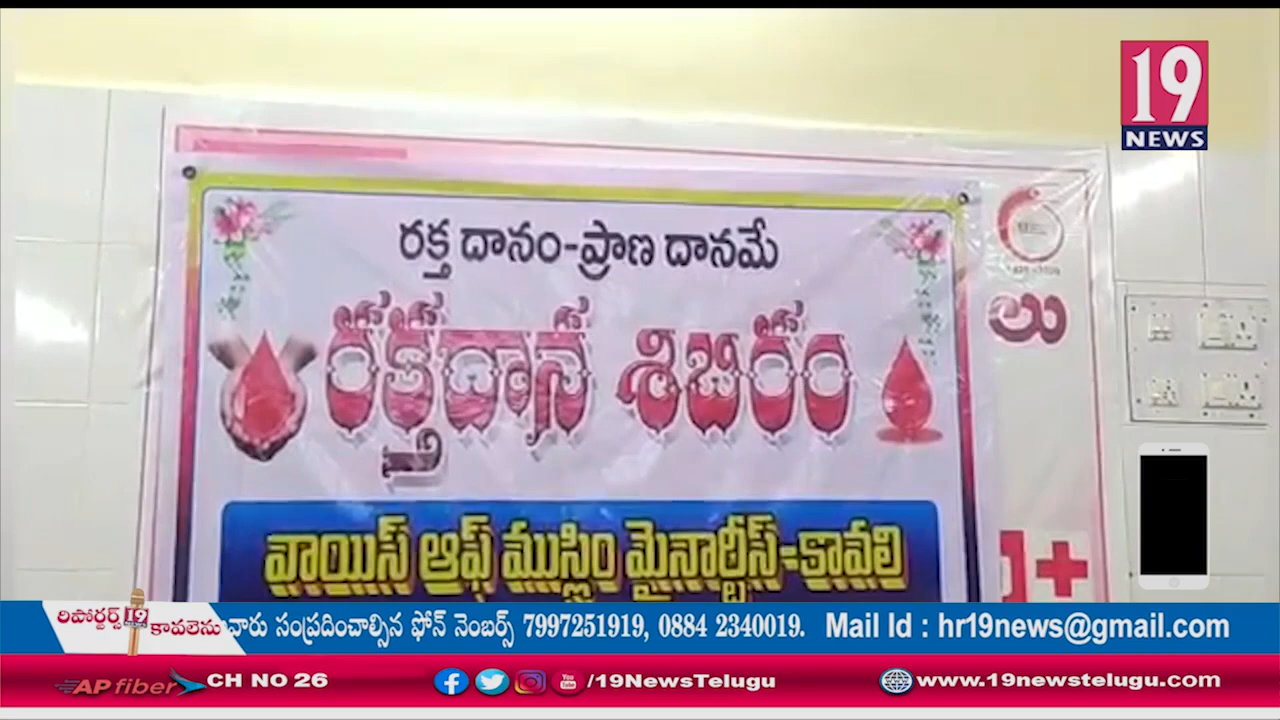 19
NEWS
రక్త దానం-ప్రాణ దానమే
రక్తదాన శిబిరం
లు
వాయిస్ ఆఫ్ ముస్లిం మైనార్టీస్-కావలి
రిపోర్టర్స్ 19
కావలెను
వారు సంప్రదించాల్సిన ఫోన్ నెంబర్స్ 7997251919, 0884 2340019. Mail Id : hr19news@gmail.com
AP fiber CH NO 26
/19NewsTelugu
www.19newstelugu.com